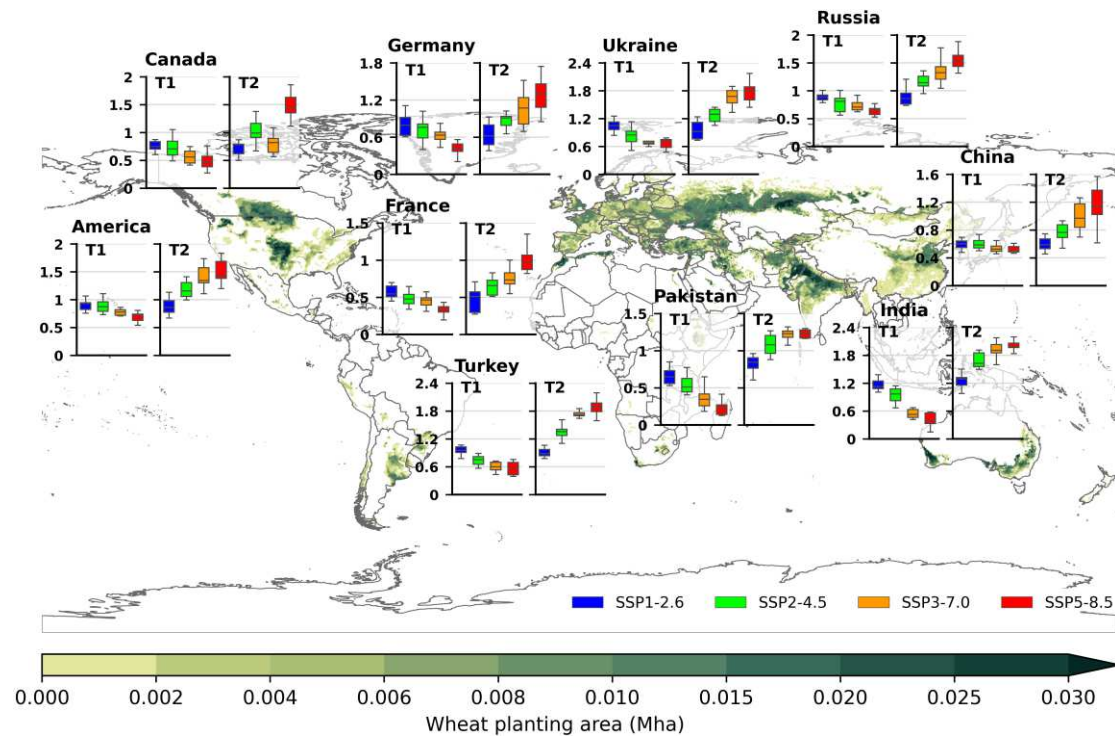 Canada
T1
T2
2
1.5
1
0.5
0
Germany
T1
T2
1.8
1.2
0.6
0
Ukraine
T1
T2
2.4
1.8
1.2
0.6
0
Russia
T1
T2
2
1.5
1
0.5
0
America
T1
T2
2
1.5
1
0.5
0
France
T1
T2
1.5
1
0.5
0
China
T1
T2
1.6
1.2
0.8
0.4
0
Turkey
T1
T2
2.4
1.8
1.2
0.6
0
Pakistan
T1
T2
1.5
1
0.5
0
India
T1
T2
2.4
1.8
1.2
0.6
0
SSP1-2.6 SSP2-4.5 SSP3-7.0 SSP5-8.5
0.000 0.002 0.004 0.006 0.008 0.010 0.015 0.020 0.025 0.030
Wheat planting area (Mha)